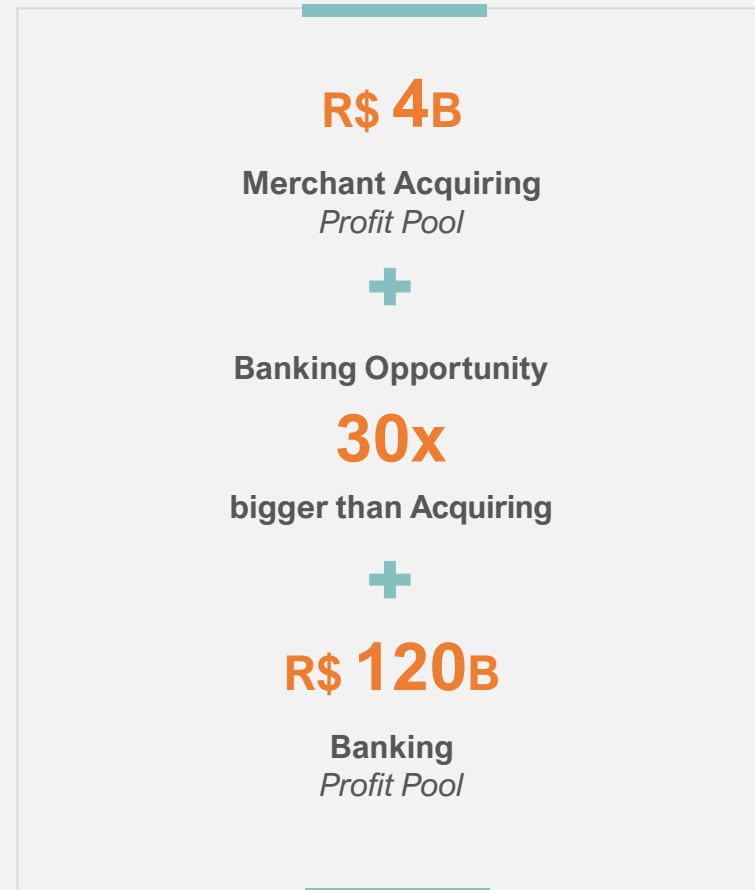 R$ 4B
Merchant Acquiring
Profit Pool
Banking Opportunity
30x
bigger than Acquiring
R$ 120B
Banking
Profit Pool